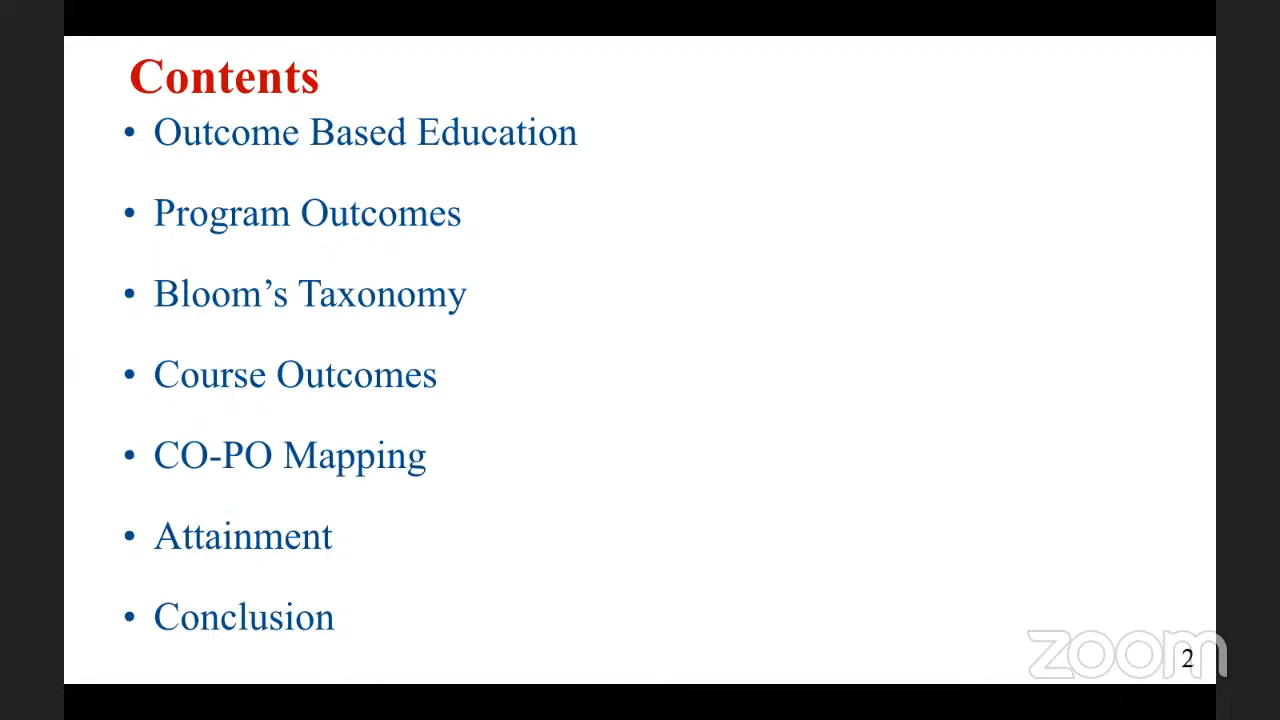 Contents
• Outcome Based Education
• Program Outcomes
• Bloom’s Taxonomy
• Course Outcomes
• CO-PO Mapping
• Attainment
• Conclusion
zoom
2